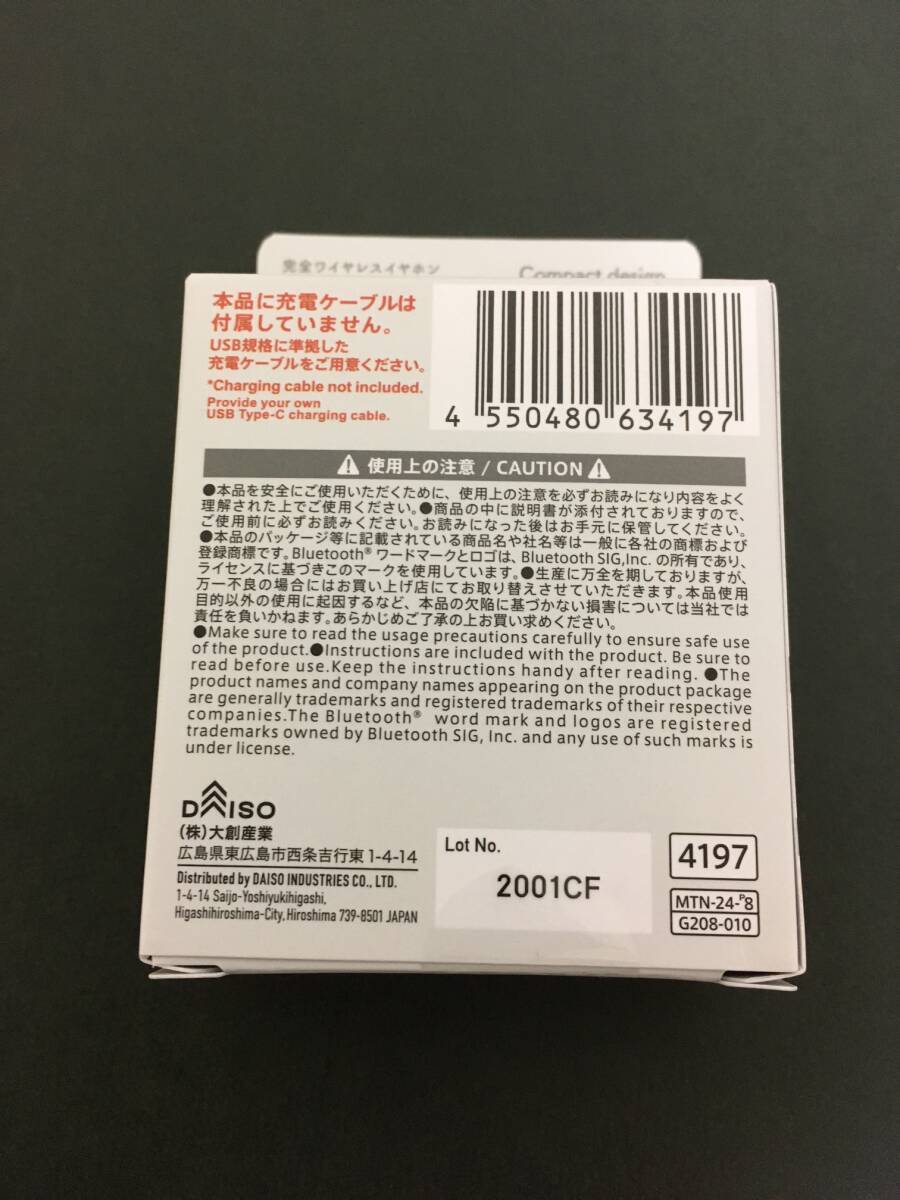 完全ワイヤレスイヤホン
Compact design
本品に充電ケーブルは
付属していません。
USB規格に準拠した
充電ケーブルをご用意ください。
*Charging cable not included.
Provide your own
USB Type-C charging cable.
4 550480 634197
使用上の注意 / CAUTION
●本品を安全にご使用いただくために、使用上の注意を必ずお読みになり内容をよく
理解された上でご使用ください。●商品の中に説明書が添付されておりますので、
ご使用前に必ずお読みください。お読みになった後はお手元に保管してください。
●本品のパッケージ等に記載されている商品名や社名等は一般に各社の商標および
登録商標です。Bluetooth® ワードマークとロゴは、Bluetooth SIG,Inc. の所有であり、
ライセンスに基づきこのマークを使用しています。●生産に万全を期しておりますが、
万一不良の場合にはお買い上げ店にてお取り替えさせていただきます。本品使用
目的以外の使用に起因するなど、本品の欠陥に基づかない損害については当社では
責任を負いかねます。あらかじめご了承の上お買い求めください。
●Make sure to read the usage precautions carefully to ensure safe use
of the product.●Instructions are included with the product. Be sure to
read before use.Keep the instructions handy after reading. ●The
product names and company names appearing on the product package
are generally trademarks and registered trademarks of their respective
companies.The Bluetooth® word mark and logos are registered
trademarks owned by Bluetooth SIG, Inc. and any use of such marks is
under license.
DAISO
(株)大創産業
広島県東広島市西条吉行東 1-4-14
Distributed by DAISO INDUSTRIES CO., LTD.
1-4-14 Saijo-Yoshiyukihigashi,
Higashihiroshima-City, Hiroshima 739-8501 JAPAN
Lot No.
2001CF
4197
MTN-24-P8
G208-010